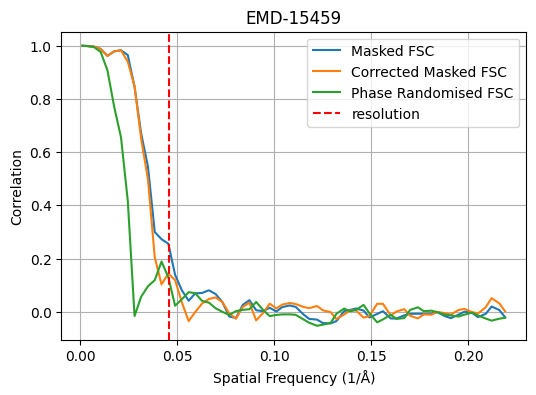 EMD-15459
Masked FSC
Corrected Masked FSC
Phase Randomised FSC
resolution
1.0
0.8
0.6
0.4
0.2
0.0
Correlation
0.00
0.05
0.10
0.15
0.20
Spatial Frequency (1/Å)